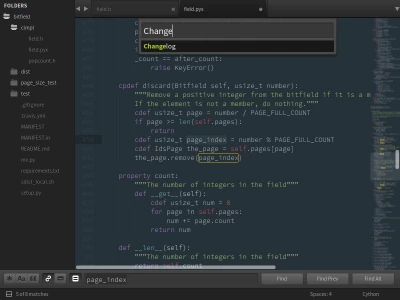 FOLDERS
bitfield
cimpl
field.h
field.pyx
popcount.h
dist
page_size_test
test
.gitignore
.travis.yml
MANIFEST
MANIFEST.in
README.md
requirements.txt
setup.py
field.h
field.pyx
Change
Changelog
_count == after_count:
raise KeyError()
cpdef discard(BitField self, usize_t number):
"""Remove a positive integer from the bitfield if it is a m
If the element is not a member, do nothing."""
cdef usize_t page = number / PAGE_FULL_COUNT
if page >= len(self.pages):
return
cdef usize_t page_index = number % PAGE_FULL_COUNT
cdef IdsPage the_page = self.pages[page]
the_page.remove(page_index)
property count:
"""The number of integers in the field"""
def __get__(self):
cdef usize_t num = 0
for page in self.pages:
num += page.count
return num
def __len__(self):
"""The number of integers in the field"""
return self.count
page_index
Find
Find Prev
Find All
5 of 8 matches
Spaces: 4
Cython